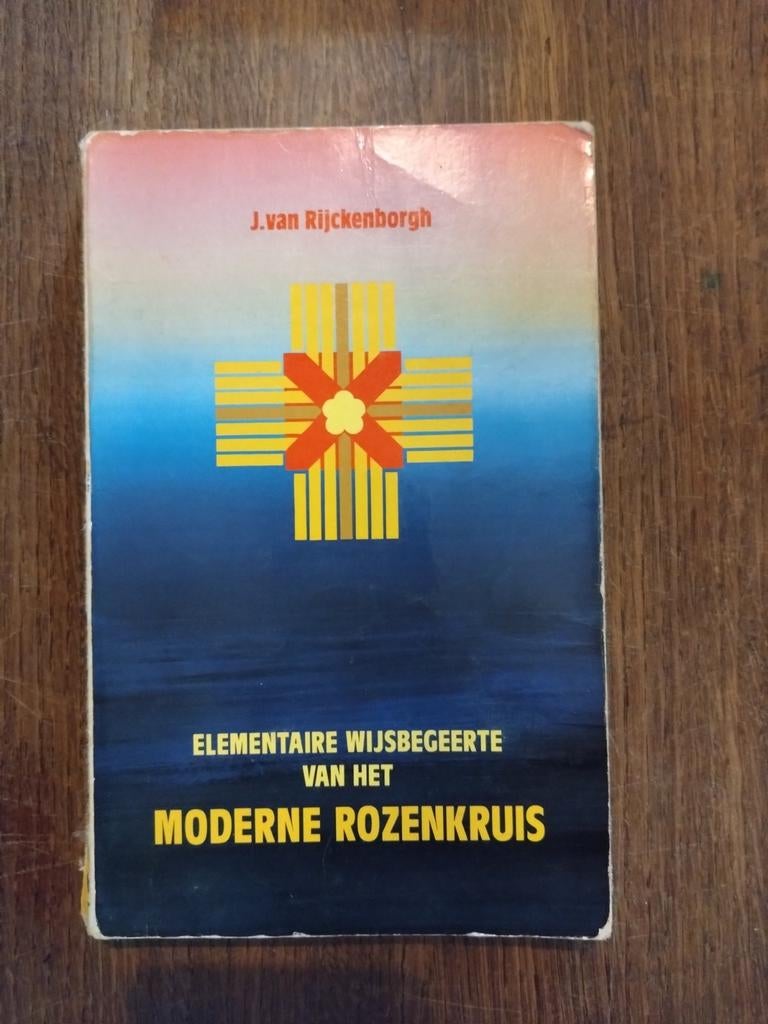 J.van Rijckenborgh
ELEMENTAIRE WIJSBEGEERTE
VAN HET
MODERNE ROZENKRUIS